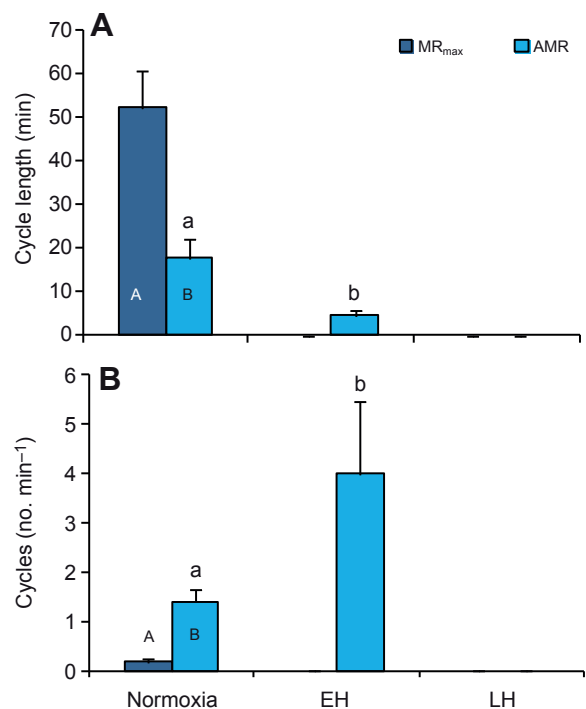 A
MRmax
AMR
Cycle length (min)
70
60
50
40
30
20
10
0
a
b
A
B
B
Cycles (no. min−1)
6
5
4
3
2
1
0
b
a
A
B
Normoxia
EH
LH